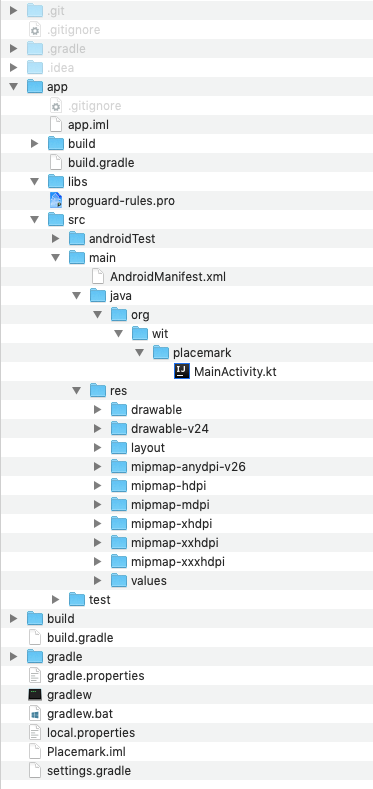 .git
.gitignore
.gradle
.idea
app
.gitignore
app.iml
build
build.gradle
libs
proguard-rules.pro
src
androidTest
main
AndroidManifest.xml
java
org
wit
placemark
MainActivity.kt
res
drawable
drawable-v24
layout
mipmap-anydpi-v26
mipmap-hdpi
mipmap-mdpi
mipmap-xhdpi
mipmap-xxhdpi
mipmap-xxxhdpi
values
test
build
build.gradle
gradle
gradle.properties
gradlew
gradlew.bat
local.properties
Placemark.iml
settings.gradle